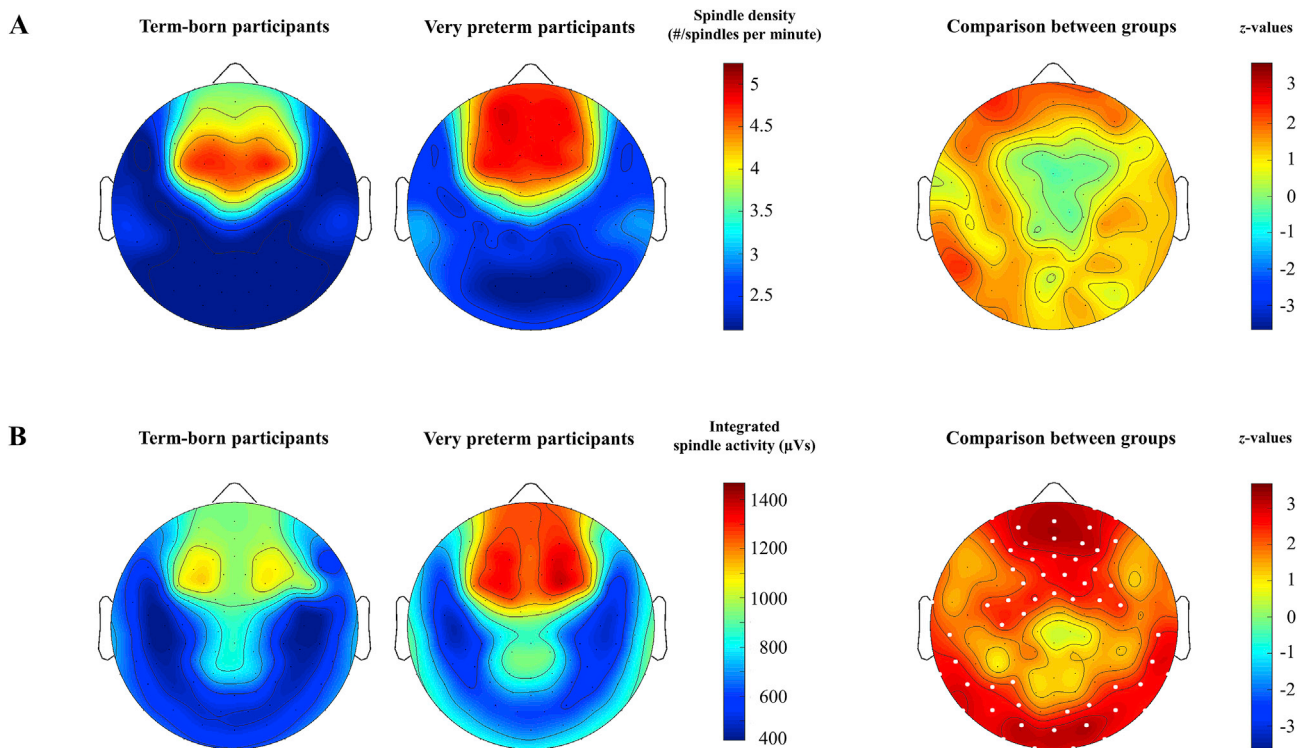 A
Term-born participants
Very preterm participants
Spindle density
(#/spindles per minute)
Comparison between groups
z-values
5
4.5
4
3.5
3
2.5
3
2
1
0
-1
-2
-3
B
Term-born participants
Very preterm participants
Integrated
spindle activity (µVs)
Comparison between groups
z-values
1400
1200
1000
800
600
400
3
2
1
0
-1
-2
-3